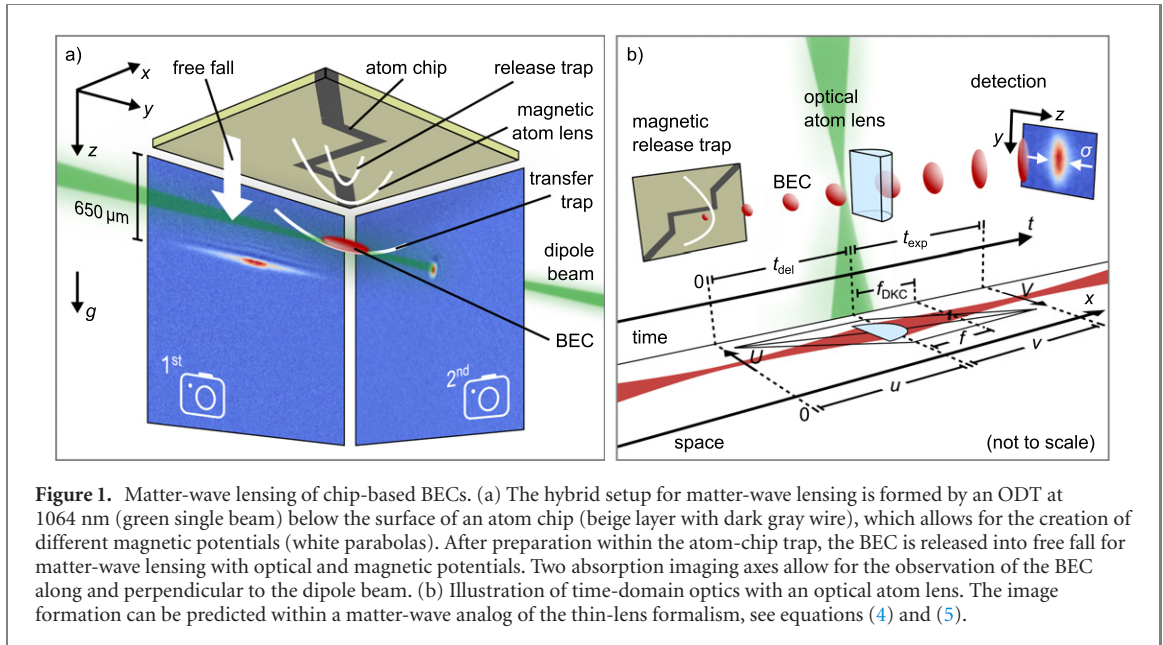 a)
x
y
z
free fall
atom chip
release trap
magnetic
atom lens
transfer
trap
650 µm
dipole
beam
g
BEC
1st
2nd
b)
optical
atom lens
detection
z
y
σ
magnetic
release trap
BEC
t
texp
tdel
0
fDKC
V
x
time
U
f
v
u
0
space
(not to scale)
Figure 1. Matter-wave lensing of chip-based BECs. (a) The hybrid setup for matter-wave lensing is formed by an ODT at
1064 nm (green single beam) below the surface of an atom chip (beige layer with dark gray wire), which allows for the creation of
different magnetic potentials (white parabolas). After preparation within the atom-chip trap, the BEC is released into free fall for
matter-wave lensing with optical and magnetic potentials. Two absorption imaging axes allow for the observation of the BEC
along and perpendicular to the dipole beam. (b) Illustration of time-domain optics with an optical atom lens. The image
formation can be predicted within a matter-wave analog of the thin-lens formalism, see equations (4) and (5).